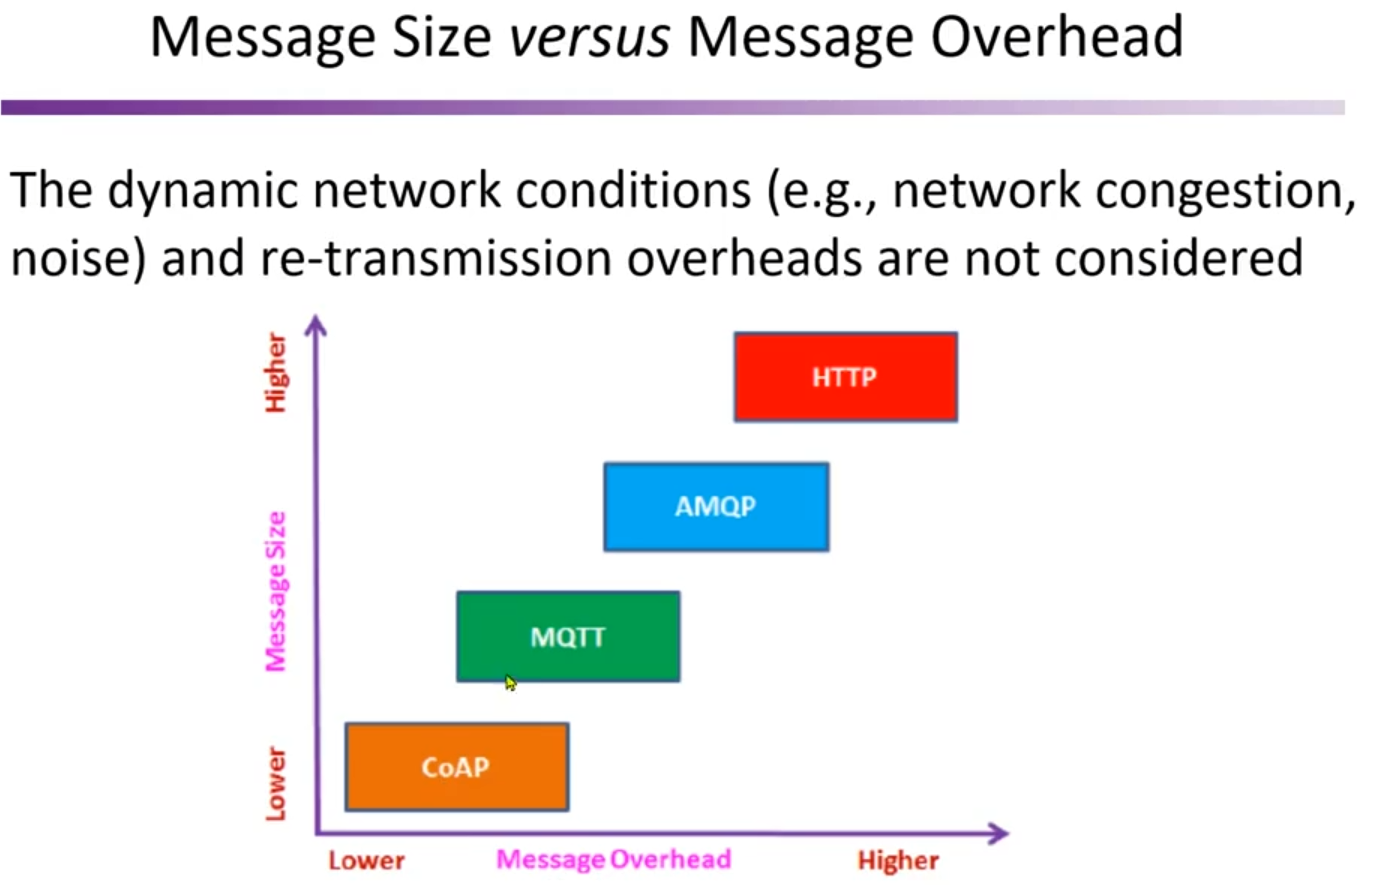 Message Size versus Message Overhead
The dynamic network conditions (e.g., network congestion,
noise) and re-transmission overheads are not considered
Higher
HTTP
AMQP
Message Size
MQTT
Lower
CoAP
Lower
Message Overhead
Higher